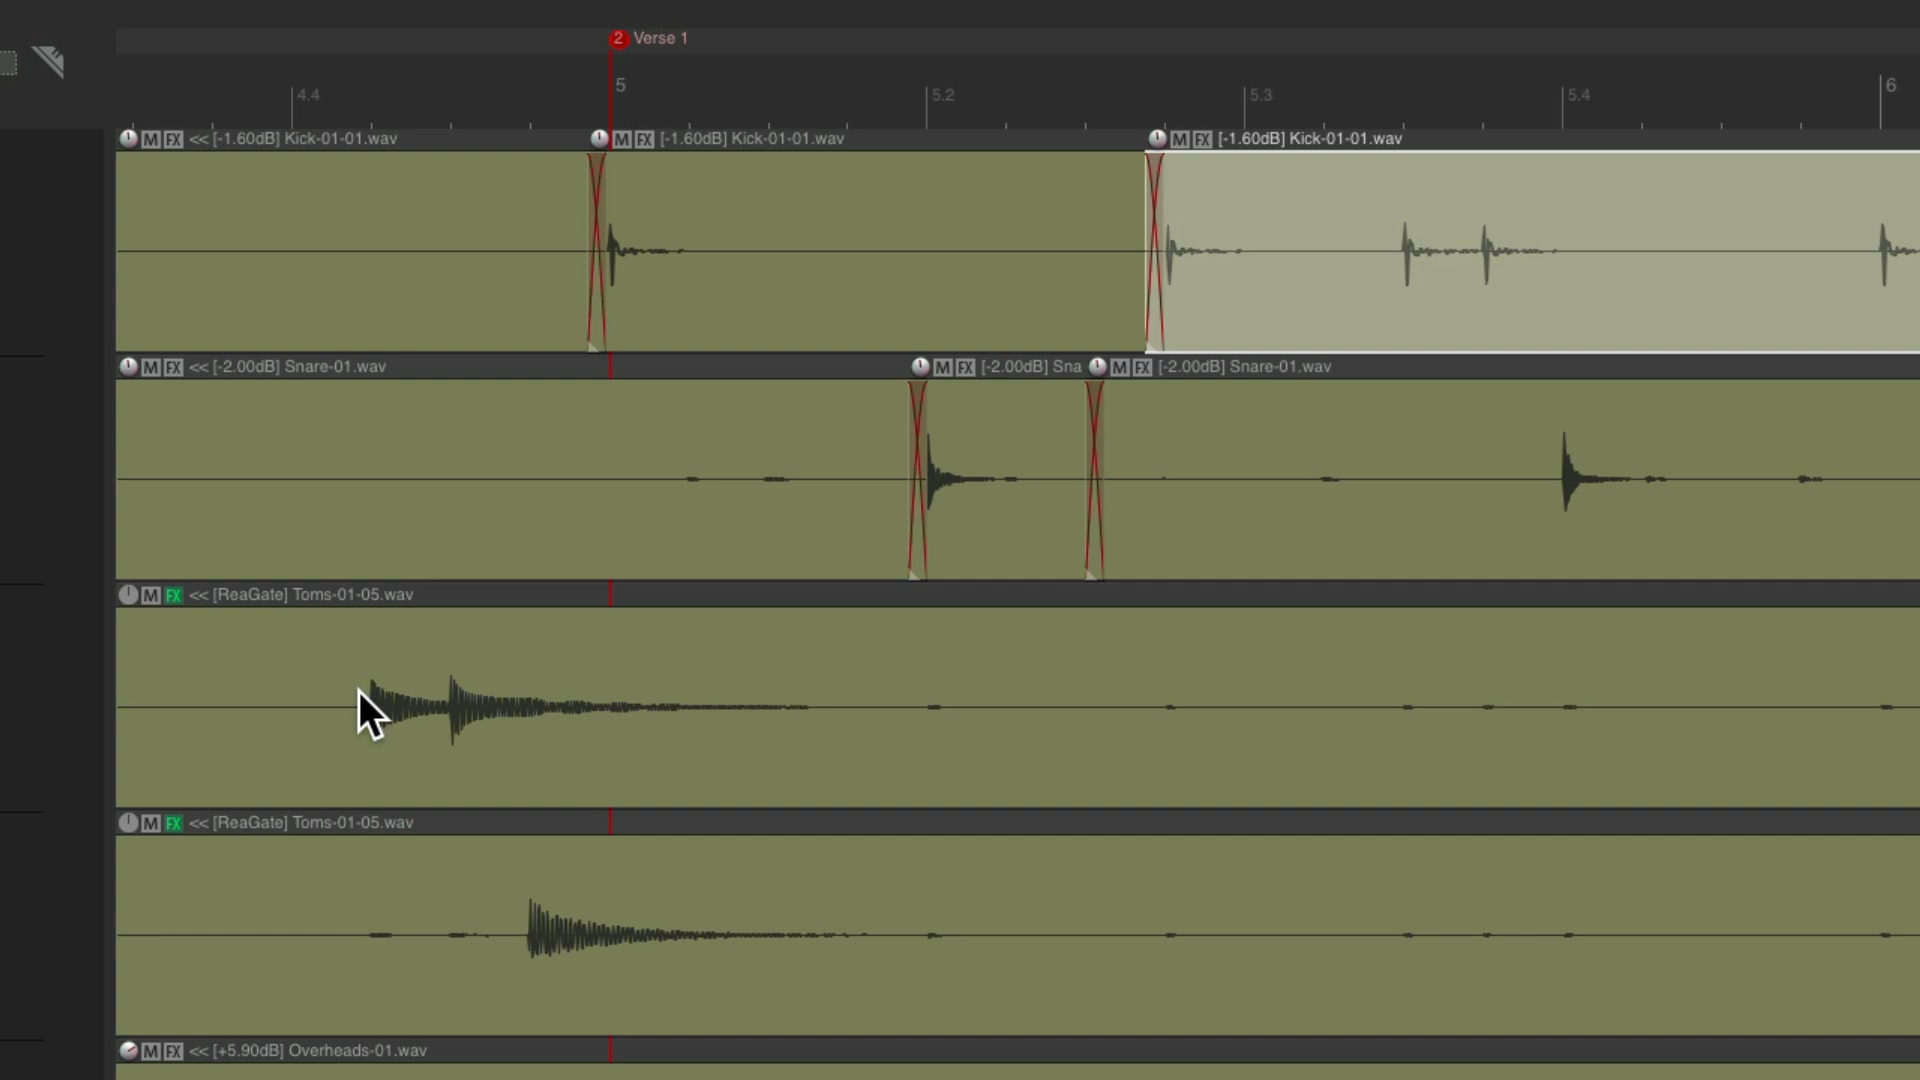 2 Verse 1
4.4 5 5.2 5.3 5.4 6
M FX << [-1.60dB] Kick-01-01.wav M FX [-1.60dB] Kick-01-01.wav M FX [-1.60dB] Kick-01-01.wav
M FX << [-2.00dB] Snare-01.wav M FX [-2.00dB] Sna M FX [-2.00dB] Snare-01.wav
M FX << [ReaGate] Toms-01-05.wav
M FX << [ReaGate] Toms-01-05.wav
M FX << [+5.90dB] Overheads-01.wav